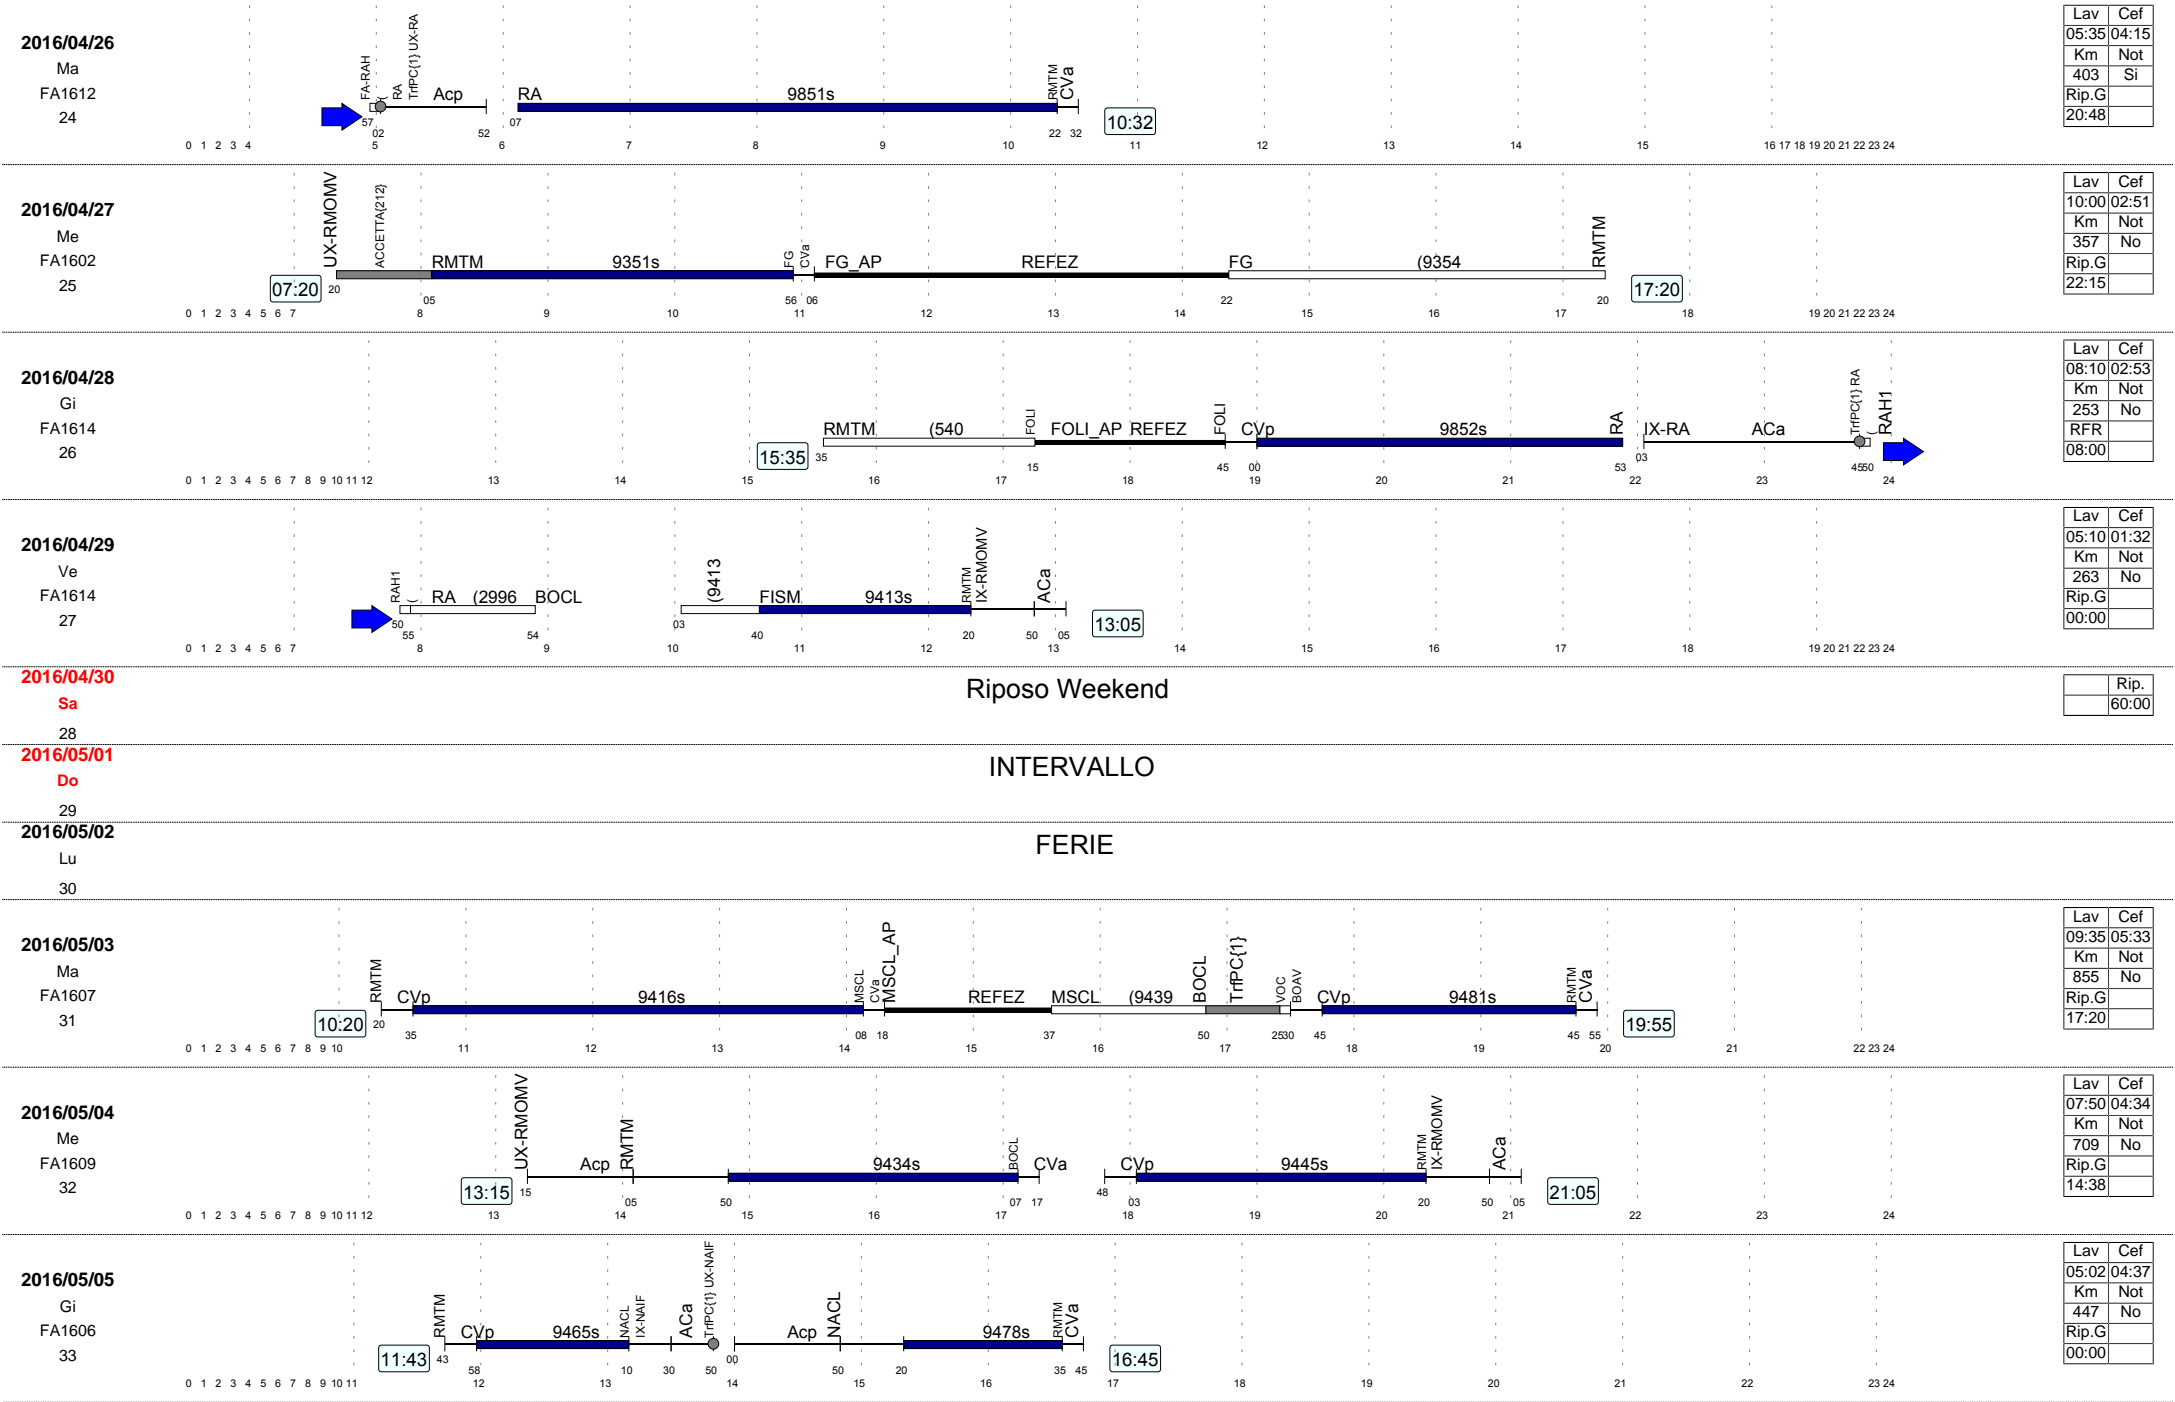 2016/04/26
Ma
FA1612
24
FA-RAH
(
RA
TrfPC{1} UX-RA
Acp
RA
9851s
RMTM
CVa
57 02 52 07 22 32
10:32
0 1 2 3 4 5 6 7 8 9 10 11 12 13 14 15 16 17 18 19 20 21 22 23 24
Lav Cef
05:35 04:15
Km Not
403 Si
Rip.G
20:48
2016/04/27
Me
FA1602
25
07:20
UX-RMOMV
ACCETTA{212}
RMTM
9351s
FG
CVa
FG_AP
REFEZ
FG
(9354
RMTM
20 05 56 06 22 20
17:20
0 1 2 3 4 5 6 7 8 9 10 11 12 13 14 15 16 17 18 19 20 21 22 23 24
Lav Cef
10:00 02:51
Km Not
357 No
Rip.G
22:15
2016/04/28
Gi
FA1614
26
15:35
RMTM
(540
FOLI
FOLI_AP REFEZ
FOLI
CVp
9852s
RA
IX-RA
ACa
TrfPC{1} RA
(
RAH1
35 15 45 00 53 03 45 50
0 1 2 3 4 5 6 7 8 9 10 11 12 13 14 15 16 17 18 19 20 21 22 23 24
Lav Cef
08:10 02:53
Km Not
253 No
RFR
08:00
2016/04/29
Ve
FA1614
27
RAH1
(
RA (2996 BOCL
(9413
FISM
9413s
RMTM
IX-RMOMV
ACa
50 55 54 03 40 20 50 05
13:05
0 1 2 3 4 5 6 7 8 9 10 11 12 13 14 15 16 17 18 19 20 21 22 23 24
Lav Cef
05:10 01:32
Km Not
263 No
Rip.G
00:00
2016/04/30
Sa
28
Riposo Weekend
Rip.
60:00
2016/05/01
Do
29
INTERVALLO
2016/05/02
Lu
30
FERIE
2016/05/03
Ma
FA1607
31
10:20
RMTM
CVp
9416s
MSCL
CVa
MSCL_AP
REFEZ
MSCL
(9439
BOCL
TrfPC{1}
VOC
BOAV
CVp
9481s
RMTM
CVa
20 35 08 18 37 50 25 30 45 45 55
19:55
0 1 2 3 4 5 6 7 8 9 10 11 12 13 14 15 16 17 18 19 20 21 22 23 24
Lav Cef
09:35 05:33
Km Not
855 No
Rip.G
17:20
2016/05/04
Me
FA1609
32
13:15
UX-RMOMV
Acp
RMTM
9434s
BOCL
CVa
CVp
9445s
RMTM
IX-RMOMV
ACa
15 05 50 07 17 48 03 20 50 05
21:05
0 1 2 3 4 5 6 7 8 9 10 11 12 13 14 15 16 17 18 19 20 21 22 23 24
Lav Cef
07:50 04:34
Km Not
709 No
Rip.G
14:38
2016/05/05
Gi
FA1606
33
11:43
RMTM
CVp
9465s
NACL
IX-NAIF
ACa
TrfPC{1} UX-NAIF
Acp
NACL
9478s
RMTM
CVa
43 58 10 30 50 00 50 20 35 45
16:45
0 1 2 3 4 5 6 7 8 9 10 11 12 13 14 15 16 17 18 19 20 21 22 23 24
Lav Cef
05:02 04:37
Km Not
447 No
Rip.G
00:00